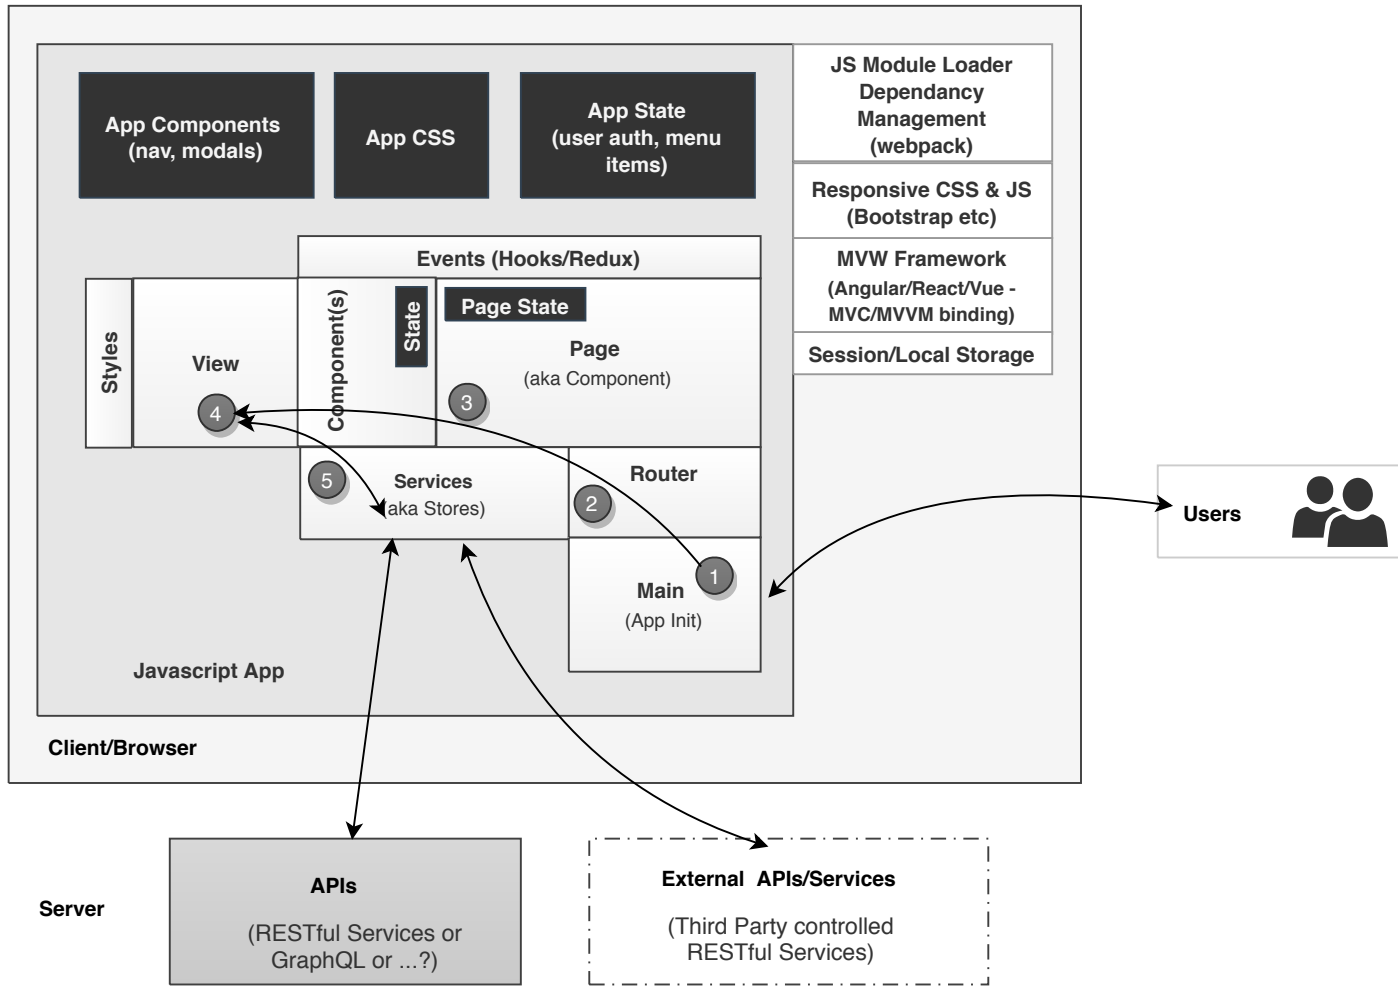 App Components
(nav, modals)
App CSS
App State
(user auth, menu
items)
JS Module Loader
Dependancy
Management
(webpack)
Responsive CSS & JS
(Bootstrap etc)
MVW Framework
(Angular/React/Vue -
MVC/MVVM binding)
Session/Local Storage
Events (Hooks/Redux)
Styles
View
4
Component(s)
State
Page State
Page
(aka Component)
3
5
Services
(aka Stores)
Router
2
1
Main
(App Init)
Users
Javascript App
Client/Browser
Server
APIs
(RESTful Services or
GraphQL or ...?)
External APIs/Services
(Third Party controlled
RESTful Services)